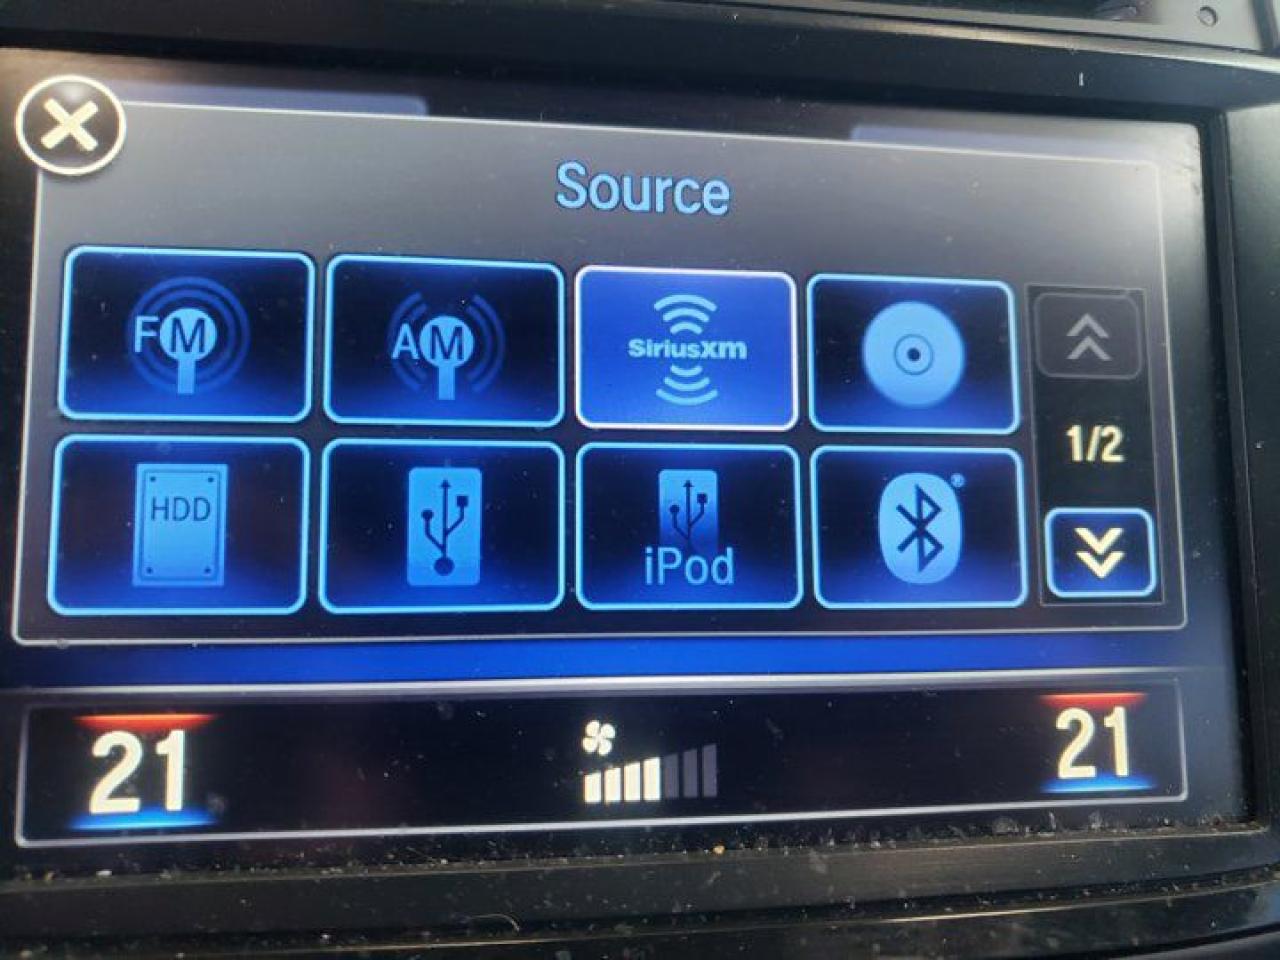 Source
FM
AM
SiriusXM
HDD
iPod
®
1/2
21
21